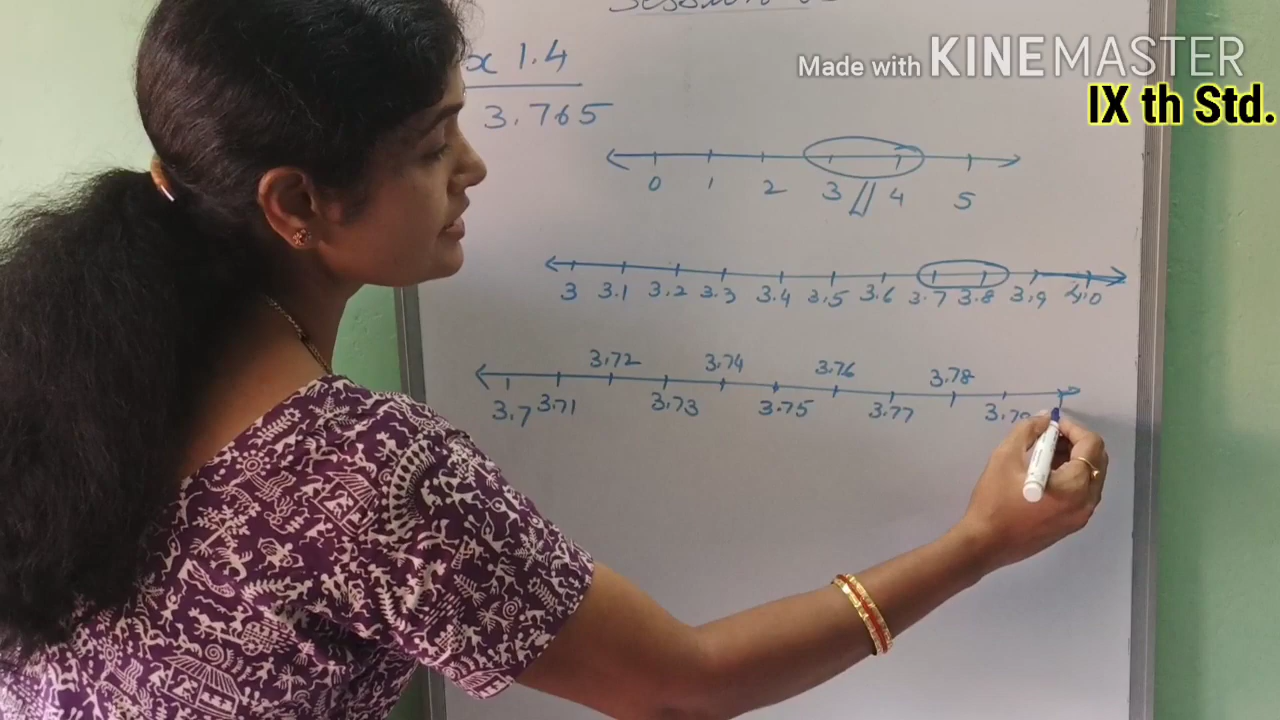 Made with KINEMASTER
IX th Std.
x 1.4
3.765
0 1 2 3 4 5
3 3.1 3.2 3.3 3.4 3.5 3.6 3.7 3.8 3.9 4.0
3.72 3.74 3.76 3.78
3.7 3.71 3.73 3.75 3.77